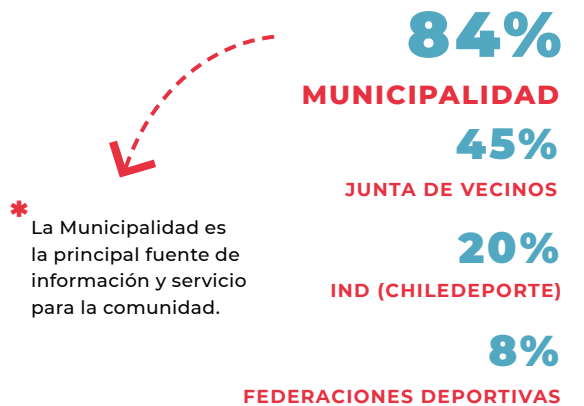 84%
MUNICIPALIDAD
45%
JUNTA DE VECINOS
20%
IND (CHILEDEPORTE)
8%
FEDERACIONES DEPORTIVAS
* La Municipalidad es
la principal fuente de
información y servicio
para la comunidad.